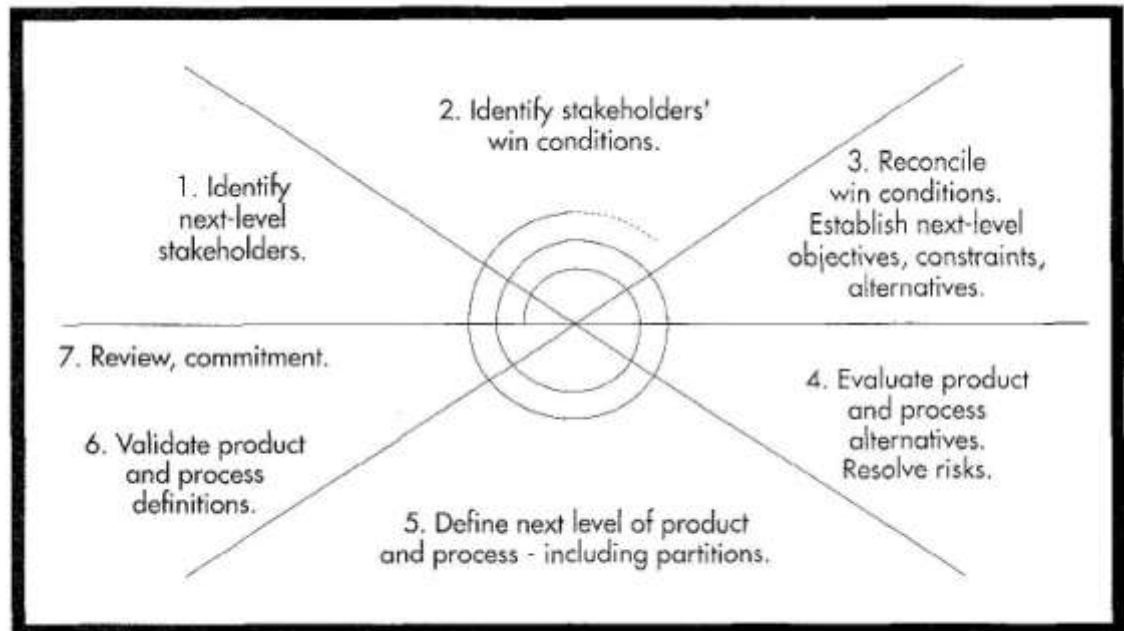 1. Identify
next-level
stakeholders.
2. Identify stakeholders'
win conditions.
3. Reconcile
win conditions.
Establish next-level
objectives, constraints,
alternatives.
4. Evaluate product
and process
alternatives.
Resolve risks.
5. Define next level of product
and process - including partitions.
6. Validate product
and process
definitions.
7. Review, commitment.